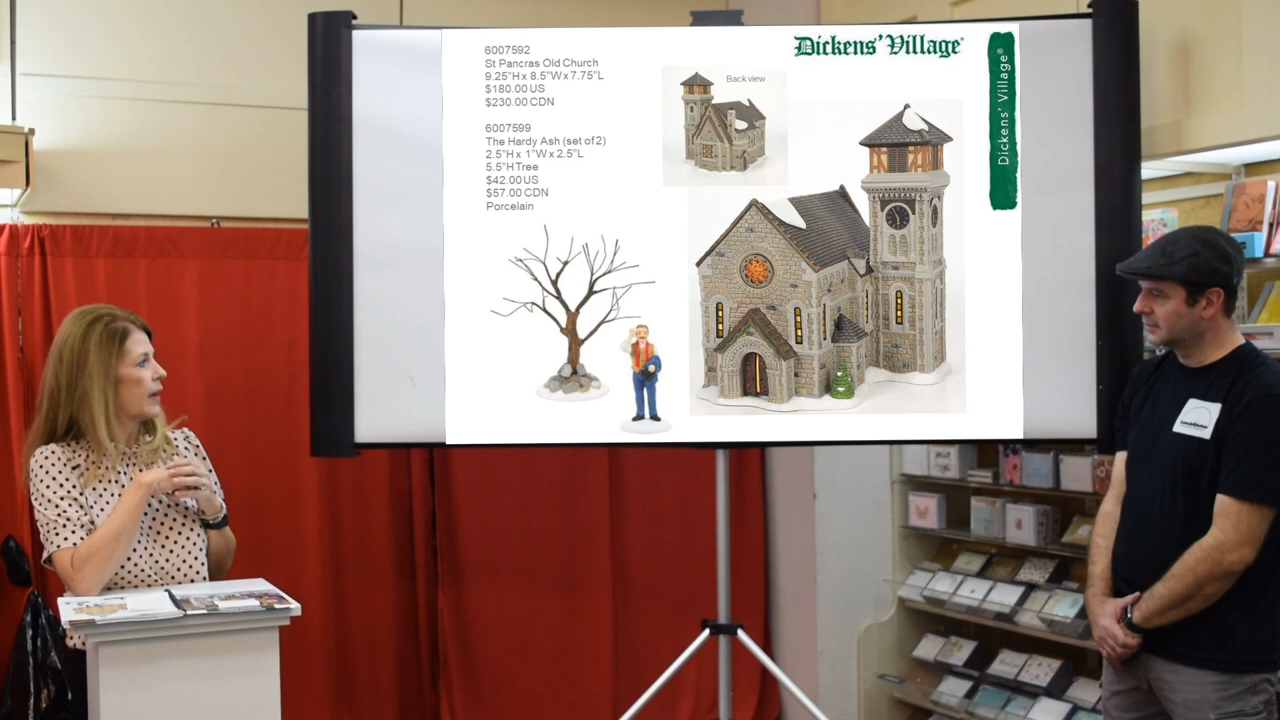 6007592
St Pancras Old Church
9.25"H x 8.5"W x 7.75"L
$180.00 US
$230.00 CDN
6007599
The Hardy Ash (set of 2)
2.5"H x 1"W x 2.5"L
5.5"H Tree
$42.00 US
$57.00 CDN
Porcelain
Back view
Dickens' Village®
Dickens' Village®